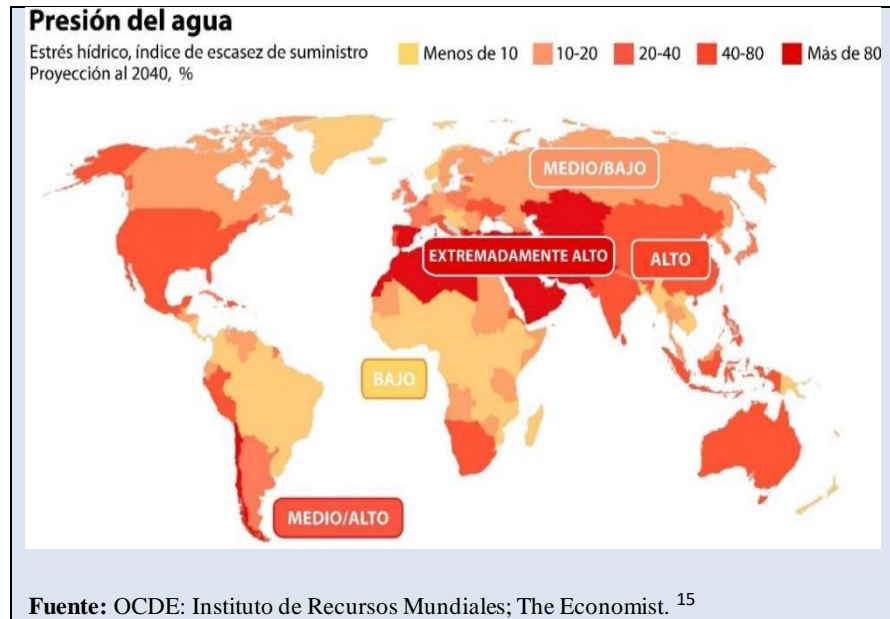 Presión del agua
Estrés hídrico, índice de escasez de suministro
Proyección al 2040, %
Menos de 10 10-20 20-40 40-80 Más de 80
MEDIO/BAJO
EXTREMADAMENTE ALTO
ALTO
BAJO
MEDIO/ALTO
Fuente: OCDE: Instituto de Recursos Mundiales; The Economist. 15